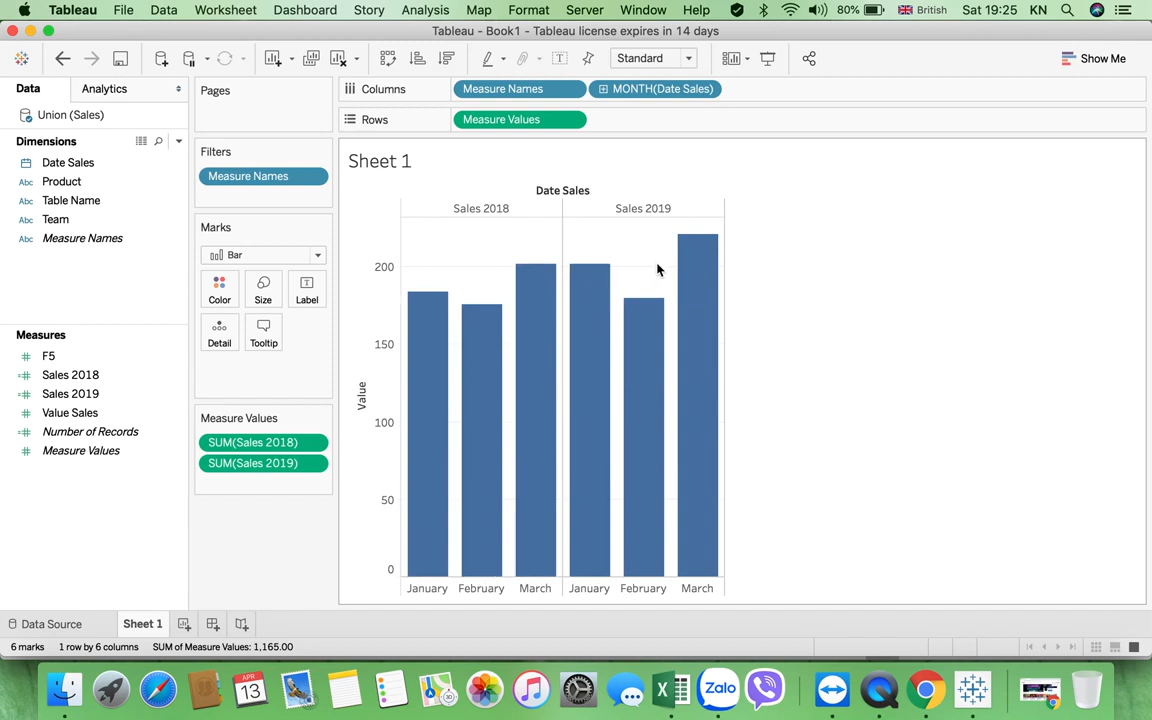 Tableau File Data Worksheet Dashboard Story Analysis Map Format Server Window Help 80% British Sat 19:25 KN
Tableau - Book1 - Tableau license expires in 14 days
Standard Show Me
Data Analytics
Union (Sales)
Dimensions
Date Sales
Abc Product
Abc Table Name
Abc Team
Abc Measure Names
Measures
F5
Sales 2018
Sales 2019
Value Sales
Number of Records
Measure Values
Pages
Filters
Measure Names
Marks
Bar
Color Size Label
Detail Tooltip
Measure Values
SUM(Sales 2018)
SUM(Sales 2019)
Columns Measure Names MONTH(Date Sales)
Rows Measure Values
Sheet 1
Date Sales
Sales 2018 Sales 2019
200
150
100
50
0
Value
January February March January February March
Data Source Sheet 1
6 marks 1 row by 6 columns SUM of Measure Values: 1,165.00
APR
13
Zalo